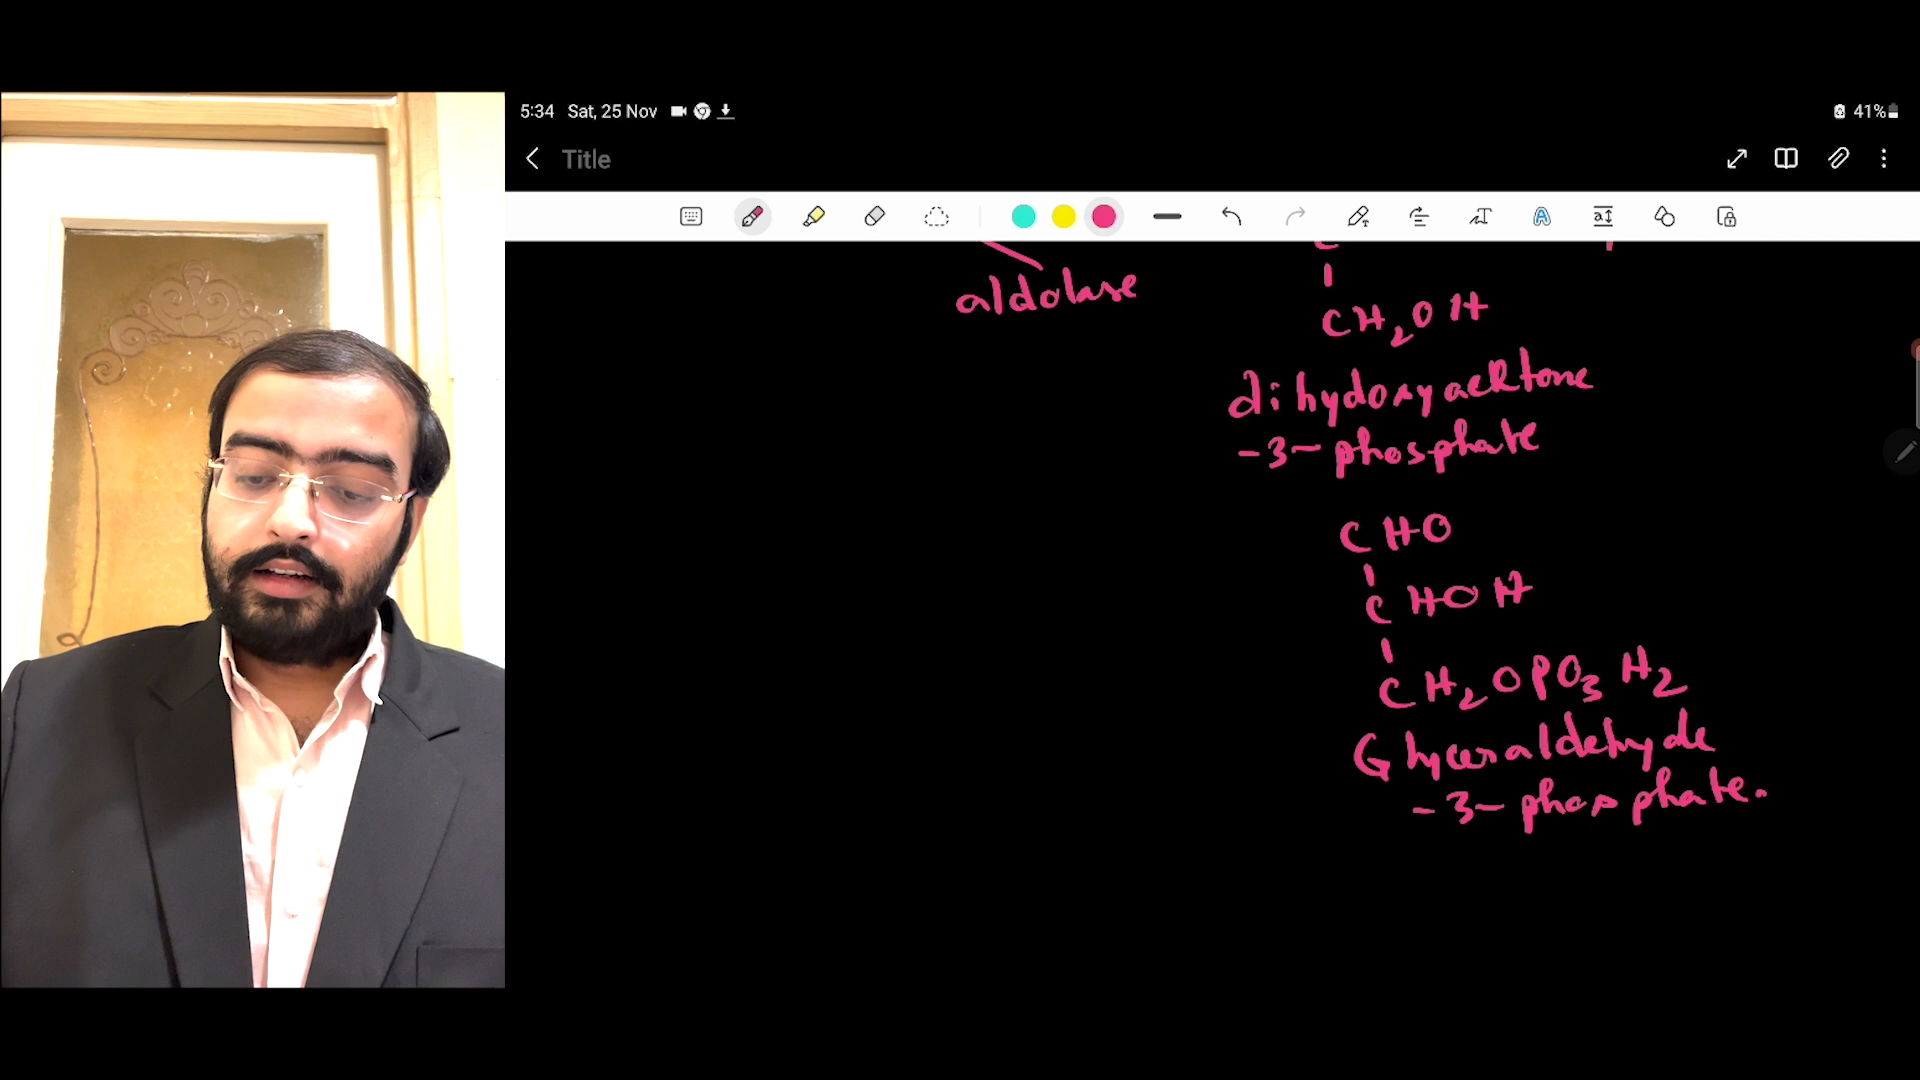 5:34 Sat, 25 Nov
41%
Title
aldolase
CH₂OH
dihydoxyacetone
-3-phosphate
CHO
CHOH
CH₂OPO₃H₂
Glyceraldehyde
-3-phosphate.